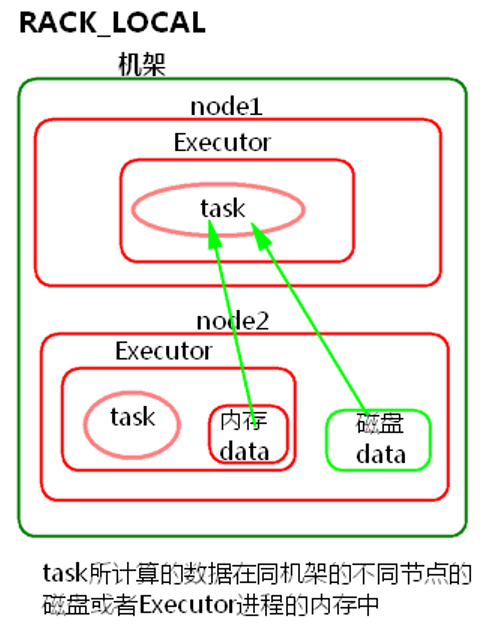 RACK_LOCAL
机架
node1
Executor
task
node2
Executor
task
内存
data
磁盘
data
task所计算的数据在同机架的不同节点的
磁盘或者Executor进程的内存中